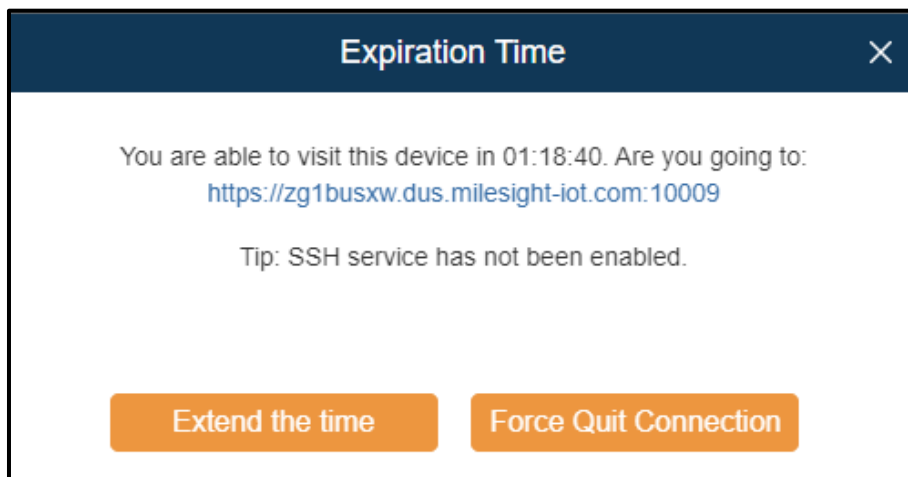 Expiration Time
You are able to visit this device in 01:18:40. Are you going to:
https://zg1busxw.dus.milesight-iot.com:10009
Tip: SSH service has not been enabled.
Extend the time
Force Quit Connection